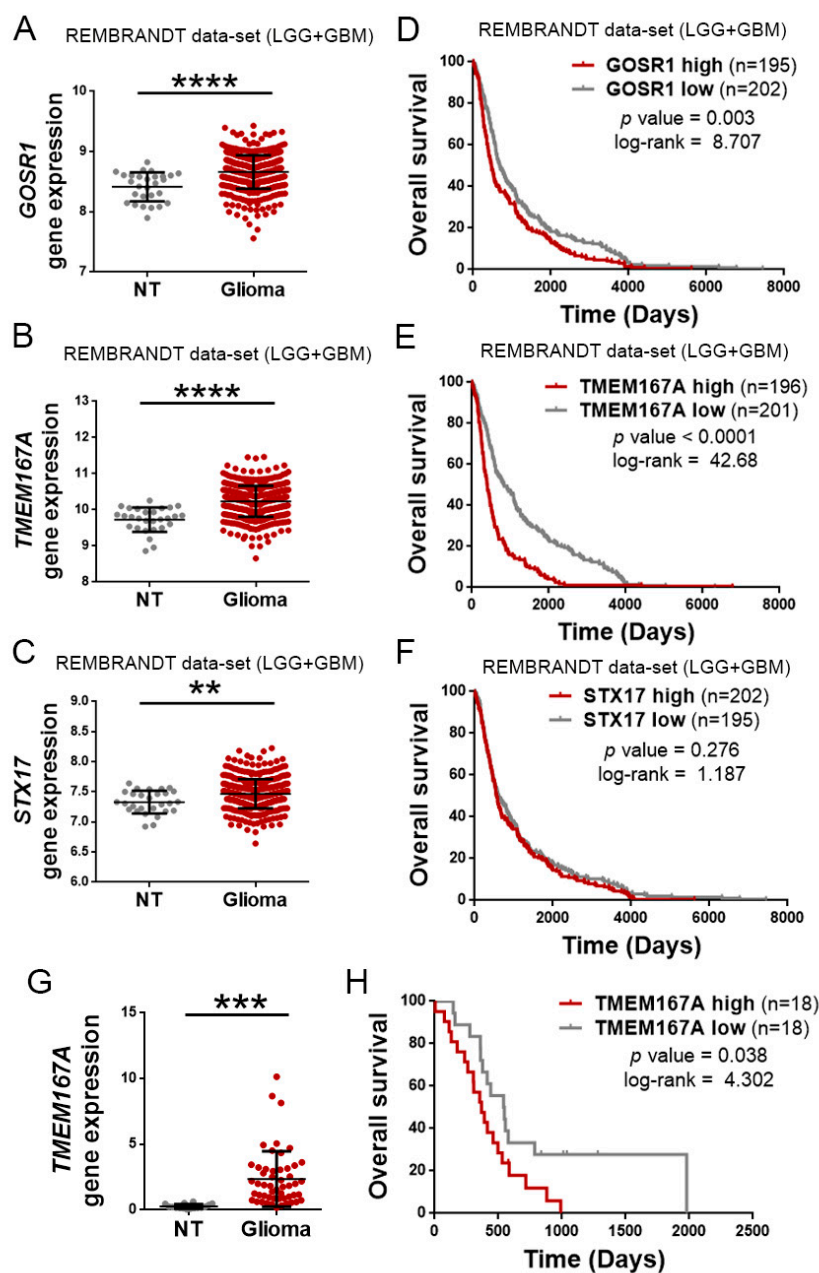 A
REMBRANDT data-set (LGG+GBM)
****
GOSR1
gene expression
10
9
8
7
NT
Glioma
D
REMBRANDT data-set (LGG+GBM)
GOSR1 high (n=195)
GOSR1 low (n=202)
p value = 0.003
log-rank = 8.707
Overall survival
100
80
60
40
20
0
0
2000
4000
6000
8000
Time (Days)
B
REMBRANDT data-set (LGG+GBM)
****
TMEM167A
gene expression
13
12
11
10
9
8
NT
Glioma
E
REMBRANDT data-set (LGG+GBM)
TMEM167A high (n=196)
TMEM167A low (n=201)
p value < 0.0001
log-rank = 42.68
Overall survival
100
80
60
40
20
0
0
2000
4000
6000
8000
Time (Days)
C
REMBRANDT data-set (LGG+GBM)
**
STX17
gene expression
9.0
8.5
8.0
7.5
7.0
6.5
6.0
NT
Glioma
F
REMBRANDT data-set (LGG+GBM)
STX17 high (n=202)
STX17 low (n=195)
p value = 0.276
log-rank = 1.187
Overall survival
100
80
60
40
20
0
0
2000
4000
6000
8000
Time (Days)
G
***
TMEM167A
gene expression
15
10
5
0
NT
Glioma
H
TMEM167A high (n=18)
TMEM167A low (n=18)
p value = 0.038
log-rank = 4.302
Overall survival
100
80
60
40
20
0
0
500
1000
1500
2000
2500
Time (Days)